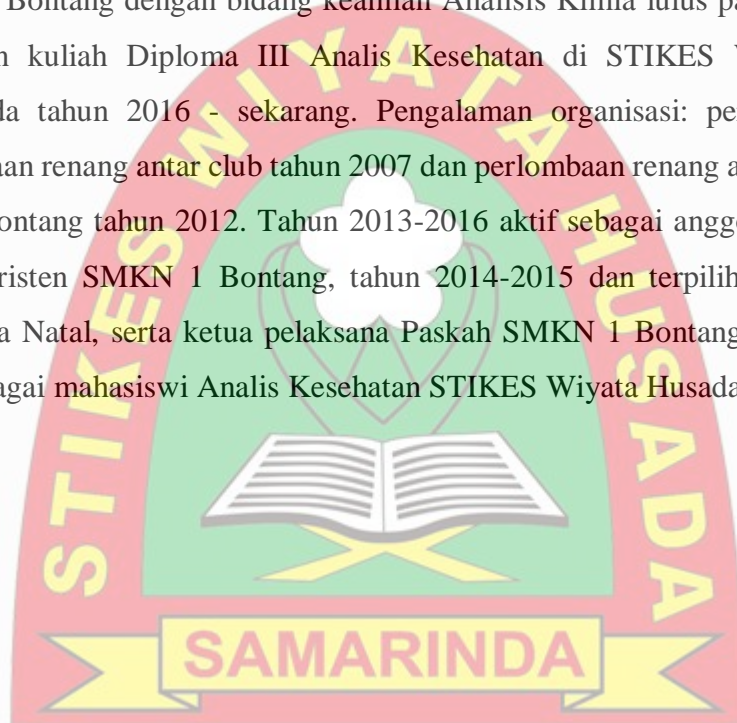 Bontang dengan bidang keahlian Analisis Kimia lulus pa
kuliah Diploma III Analis Kesehatan di STIKES W
tahun 2016 - sekarang. Pengalaman organisasi: per
renang antar club tahun 2007 dan perlombaan renang a
ontang tahun 2012. Tahun 2013-2016 aktif sebagai angg
risten SMKN 1 Bontang, tahun 2014-2015 dan terpilih
a Natal, serta ketua pelaksana Paskah SMKN 1 Bontang
agai mahasiswi Analis Kesehatan STIKES Wiyata Husada
STIKES WIYATA HUSADA
SAMARINDA